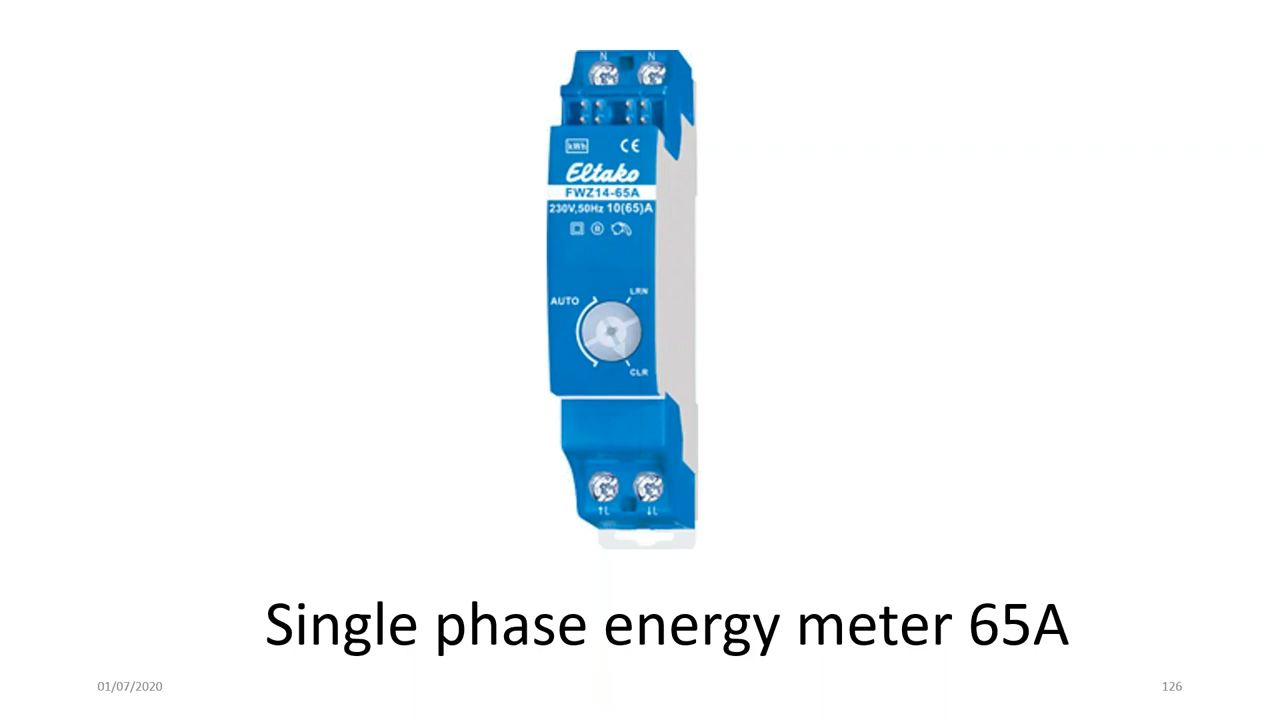 N N
kWh CE
Eltako
FWZ14-65A
230V,50Hz 10(65)A
LRN
AUTO
CLR
↑L ↓L
Single phase energy meter 65A
01/07/2020 126